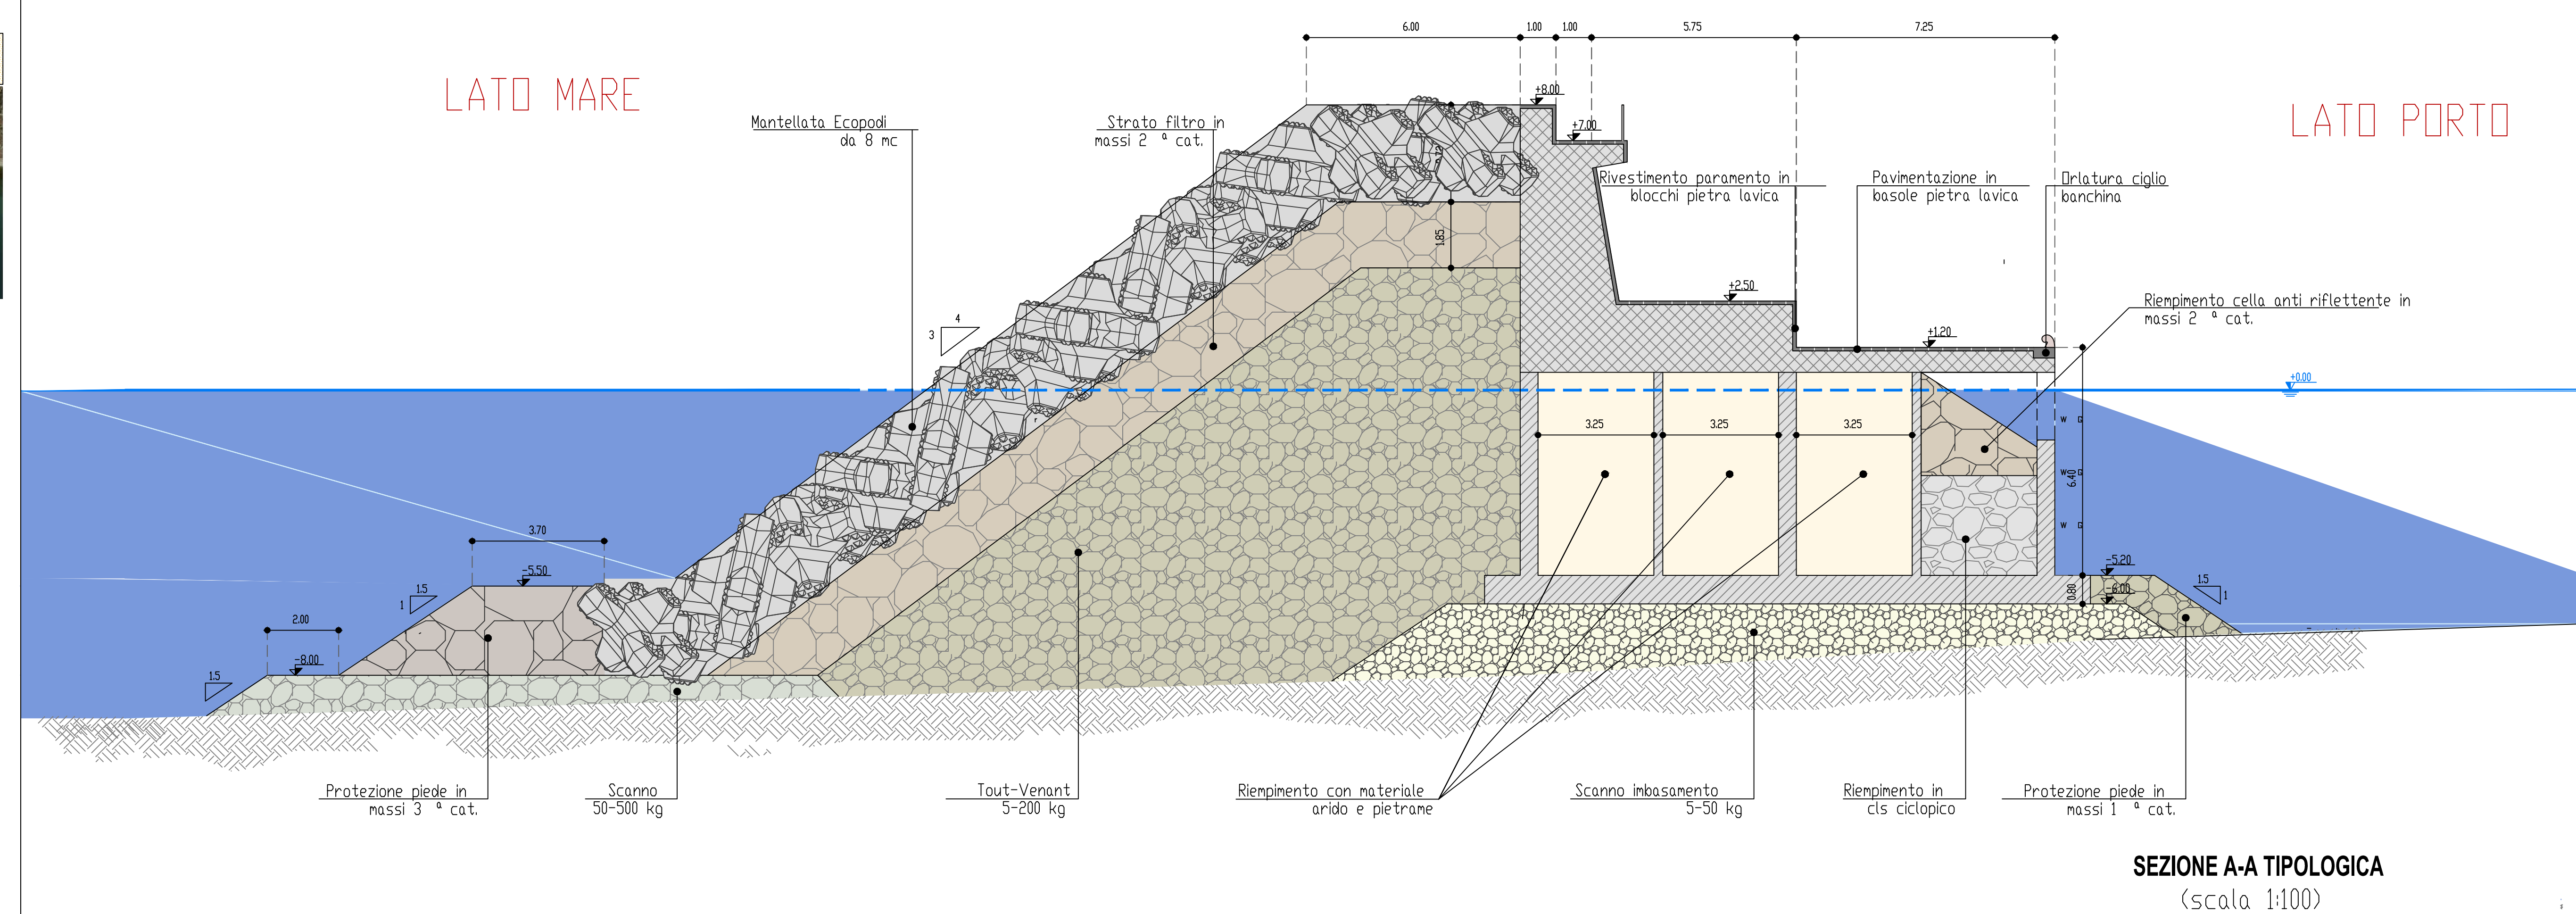 6.00
1.00
1.00
5.75
7.25
LATO MARE
LATO PORTO
+8.00
+7.00
Mantellata Ecopodi
da 8 mc
Strato filtro in
massi 2 ª cat.
Rivestimento paramento in
blocchi pietra lavica
Pavimentazione in
basole pietra lavica
Orlatura ciglio
banchina
1.85
+2.50
+1.20
Riempimento cella anti riflettente in
massi 2 ª cat.
4
3
+0.00
3.25
3.25
3.25
W G
W G
W G
6.40
3.70
-5.50
1.5
1
2.00
-8.00
1.5
-5.20
-6.00
0.80
1.5
1
Protezione piede in
massi 3 ª cat.
Scanno
50-500 kg
Tout-Venant
5-200 kg
Riempimento con materiale
arido e pietrame
Scanno imbasamento
5-50 kg
Riempimento in
cls ciclopico
Protezione piede in
massi 1 ª cat.
SEZIONE A-A TIPOLOGICA
(scala 1:100)